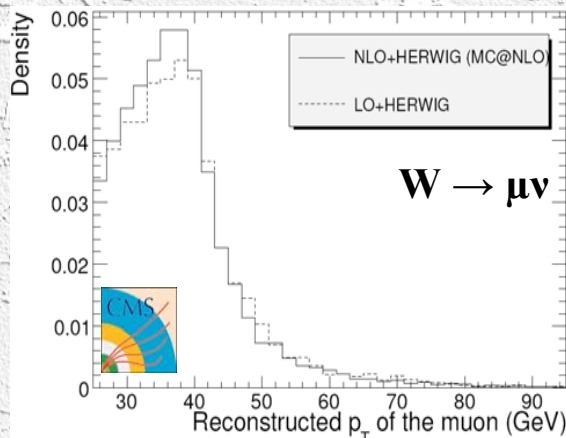 Density
0.06
0.05
0.04
0.03
0.02
0.01
0
NLO+HERWIG (MC@NLO)
LO+HERWIG
W → μν
CMS
30 40 50 60 70 80 90
Reconstructed p_T of the muon (GeV)